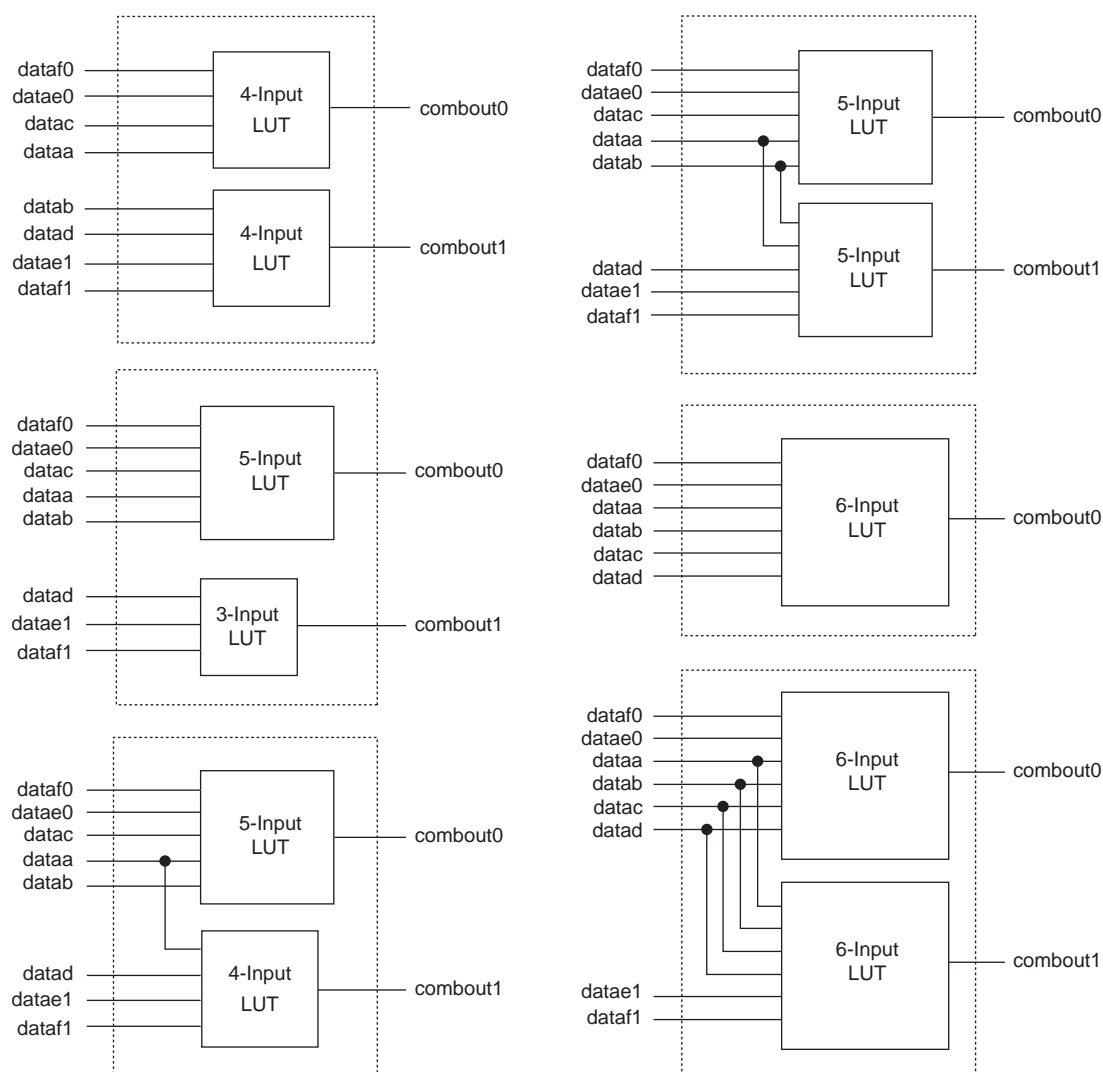 dataf0
datae0
datac
dataa
4-Input
LUT
combout0
datab
datad
datae1
dataf1
4-Input
LUT
combout1
dataf0
datae0
datac
dataa
datab
5-Input
LUT
combout0
datad
datae1
dataf1
3-Input
LUT
combout1
dataf0
datae0
datac
dataa
datab
5-Input
LUT
combout0
datad
datae1
dataf1
4-Input
LUT
combout1
dataf0
datae0
datac
dataa
datab
5-Input
LUT
combout0
datad
datae1
dataf1
5-Input
LUT
combout1
dataf0
datae0
dataa
datab
datac
datad
6-Input
LUT
combout0
dataf0
datae0
dataa
datab
datac
datad
6-Input
LUT
combout0
datae1
dataf1
6-Input
LUT
combout1